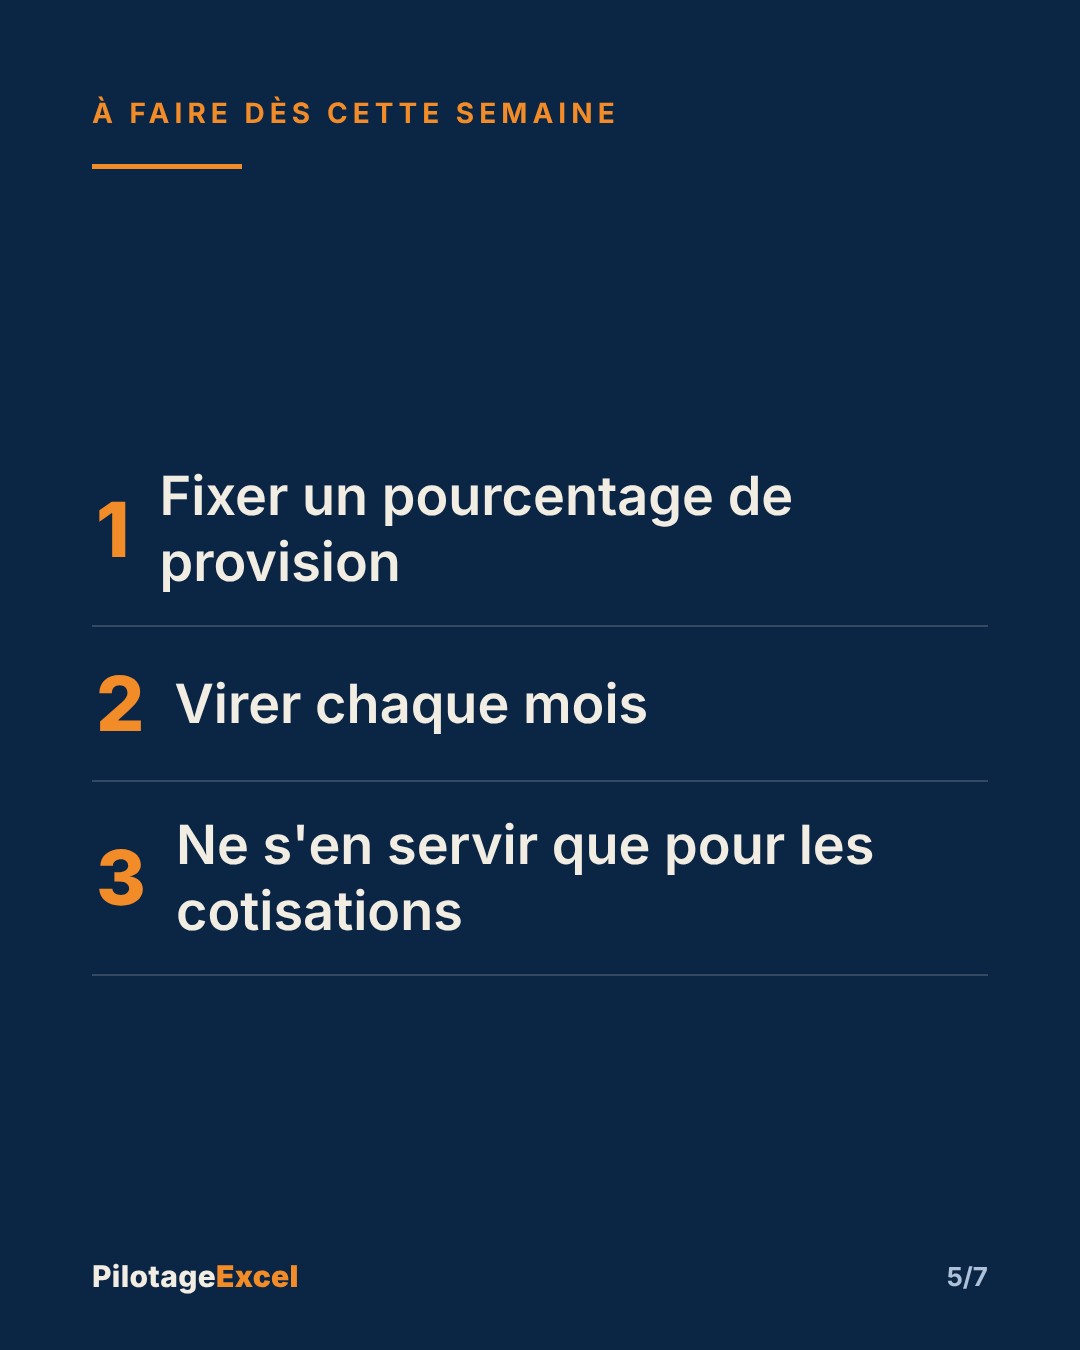 À FAIRE DÈS CETTE SEMAINE
1 Fixer un pourcentage de
provision
2 Virer chaque mois
3 Ne s'en servir que pour les
cotisations
PilotageExcel
5/7